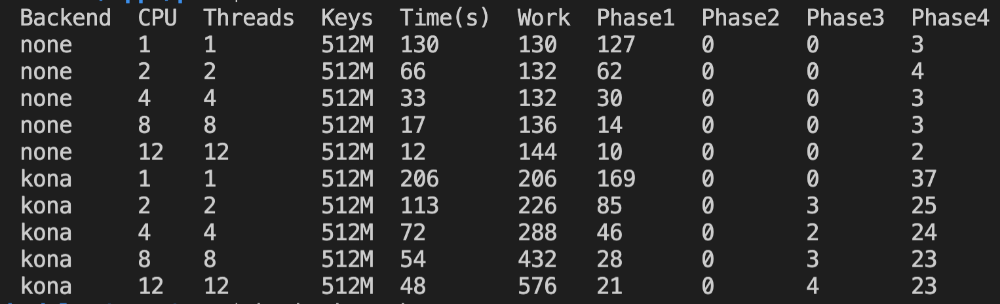 Backend CPU Threads Keys Time(s) Work Phase1 Phase2 Phase3 Phase4
none 1 1 512M 130 130 127 0 0 3
none 2 2 512M 66 132 62 0 0 4
none 4 4 512M 33 132 30 0 0 3
none 8 8 512M 17 136 14 0 0 3
none 12 12 512M 12 144 10 0 0 2
kona 1 1 512M 206 206 169 0 0 37
kona 2 2 512M 113 226 85 0 3 25
kona 4 4 512M 72 288 46 0 2 24
kona 8 8 512M 54 432 28 0 3 23
kona 12 12 512M 48 576 21 0 4 23